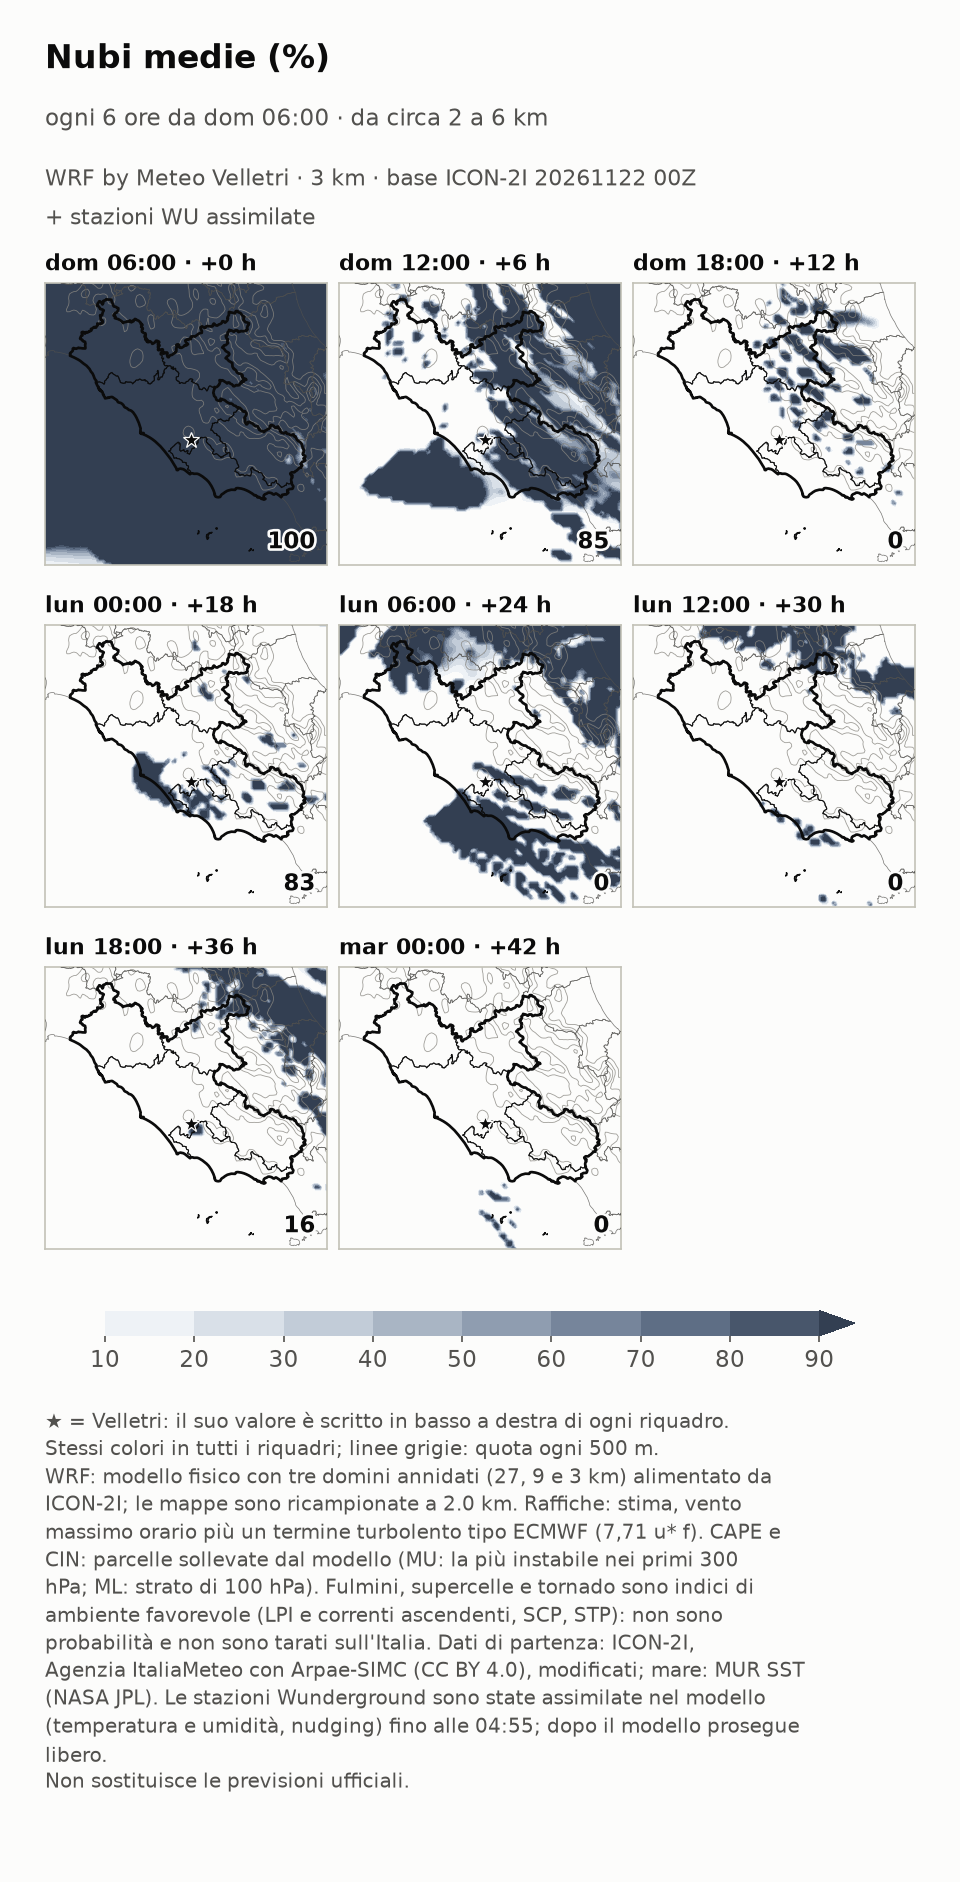 Nubi medie (%)
ogni 6 ore da dom 06:00 · da circa 2 a 6 km
WRF by Meteo Velletri · 3 km · base ICON-2I 20261122 00Z
+ stazioni WU assimilate
dom 06:00 · +0 h
dom 12:00 · +6 h
dom 18:00 · +12 h
100
85
0
lun 00:00 · +18 h
lun 06:00 · +24 h
lun 12:00 · +30 h
83
0
0
lun 18:00 · +36 h
mar 00:00 · +42 h
16
0
10 20 30 40 50 60 70 80 90
★ = Velletri: il suo valore è scritto in basso a destra di ogni riquadro.
Stessi colori in tutti i riquadri; linee grigie: quota ogni 500 m.
WRF: modello fisico con tre domini annidati (27, 9 e 3 km) alimentato da
ICON-2I; le mappe sono ricampionate a 2.0 km. Raffiche: stima, vento
massimo orario più un termine turbolento tipo ECMWF (7,71 u* f). CAPE e
CIN: parcelle sollevate dal modello (MU: la più instabile nei primi 300
hPa; ML: strato di 100 hPa). Fulmini, supercelle e tornado sono indici di
ambiente favorevole (LPI e correnti ascendenti, SCP, STP): non sono
probabilità e non sono tarati sull'Italia. Dati di partenza: ICON-2I,
Agenzia ItaliaMeteo con Arpae-SIMC (CC BY 4.0), modificati; mare: MUR SST
(NASA JPL). Le stazioni Wunderground sono state assimilate nel modello
(temperatura e umidità, nudging) fino alle 04:55; dopo il modello prosegue
libero.
Non sostituisce le previsioni ufficiali.